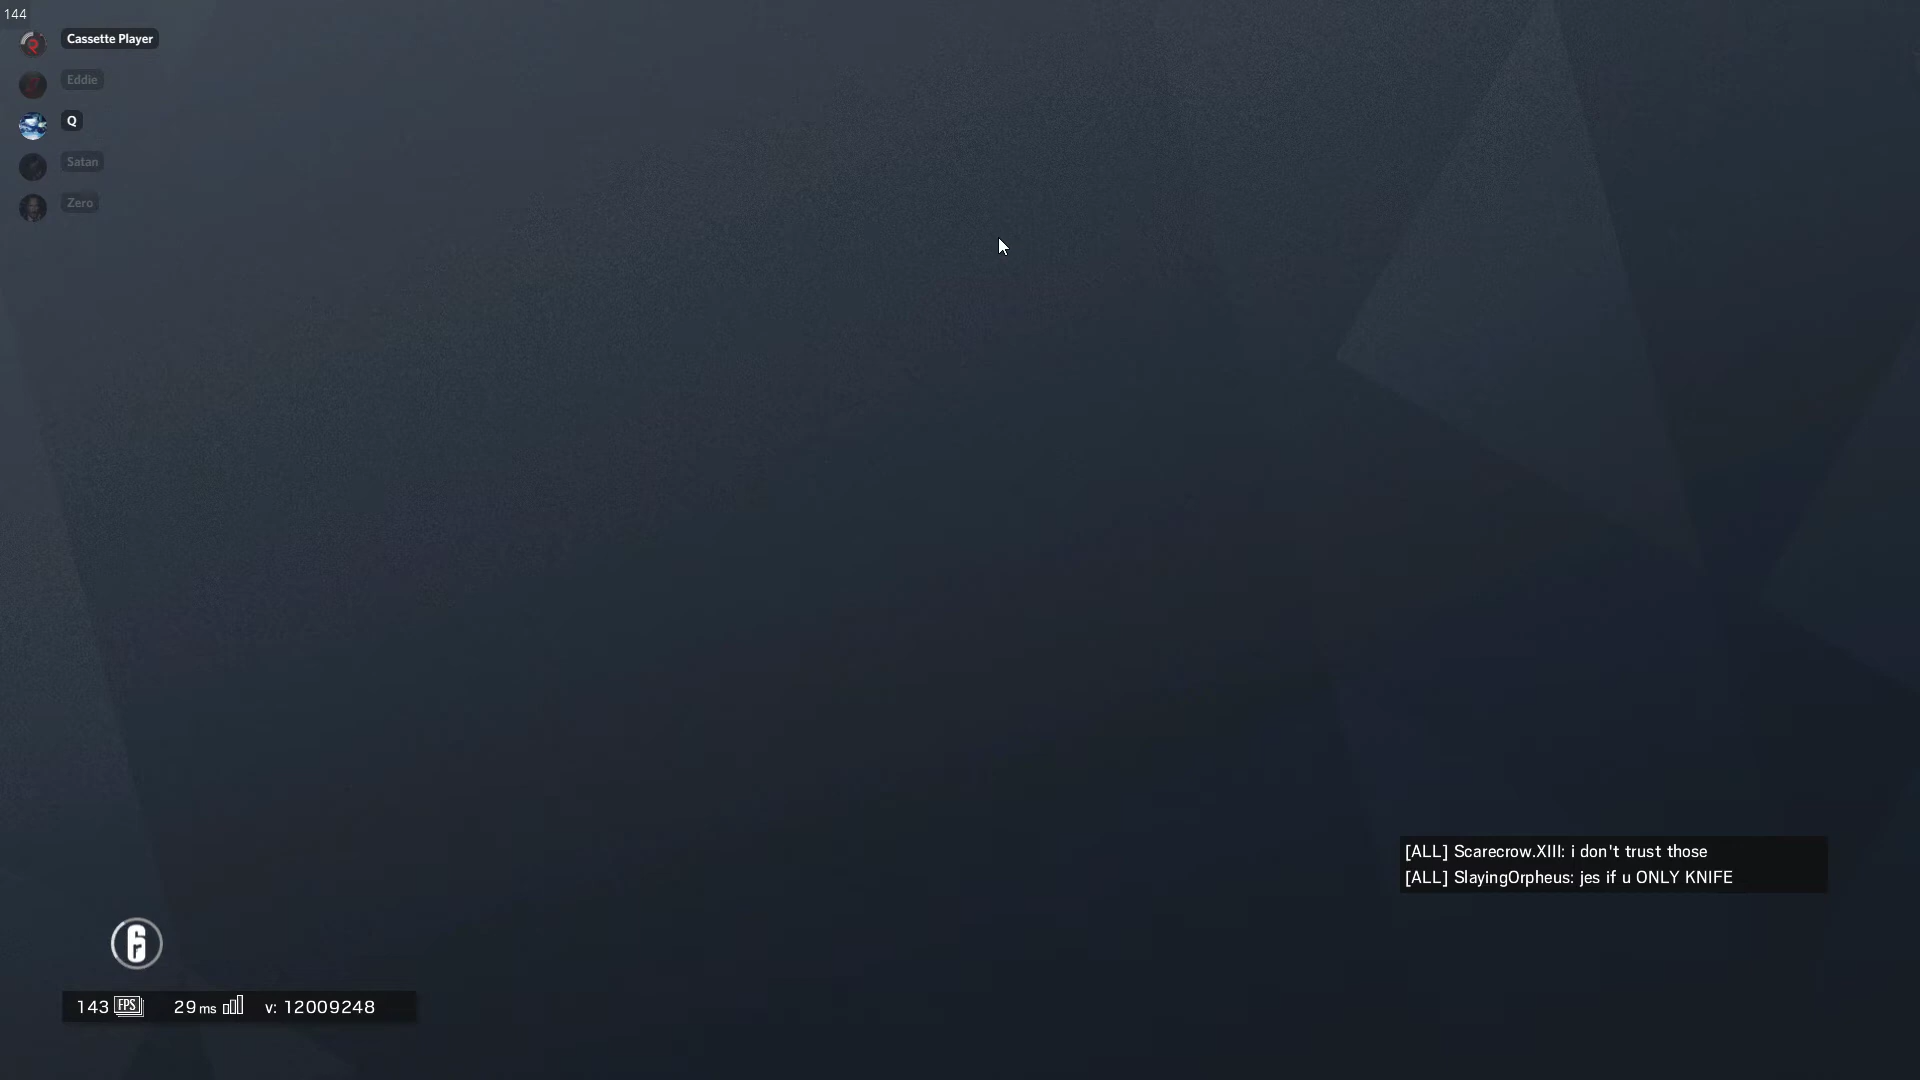 144
Cassette Player
Eddie
Q
Satan
Zero
[ALL] Scarecrow.XIII: i don't trust those
[ALL] SlayingOrpheus: jes if u ONLY KNIFE
6
143 FPS 29 ms v: 12009248